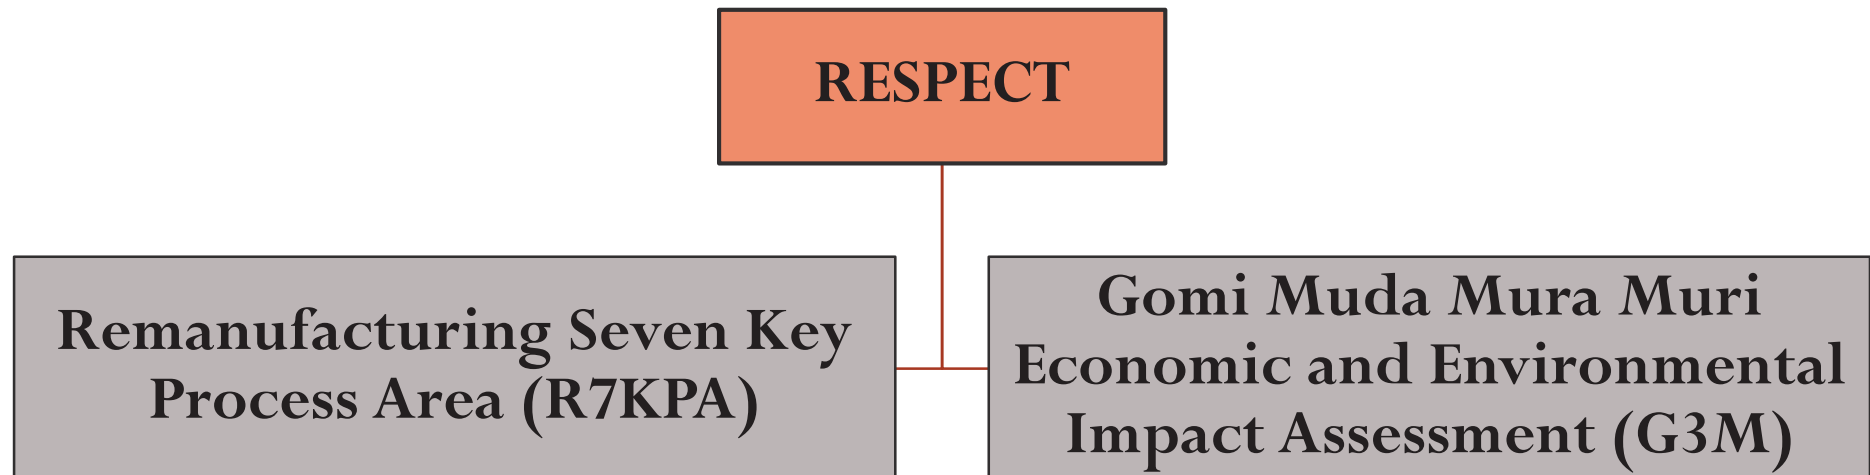 RESPECT
Remanufacturing Seven Key
Process Area (R7KPA)
Gomi Muda Mura Muri
Economic and Environmental
Impact Assessment (G3M)